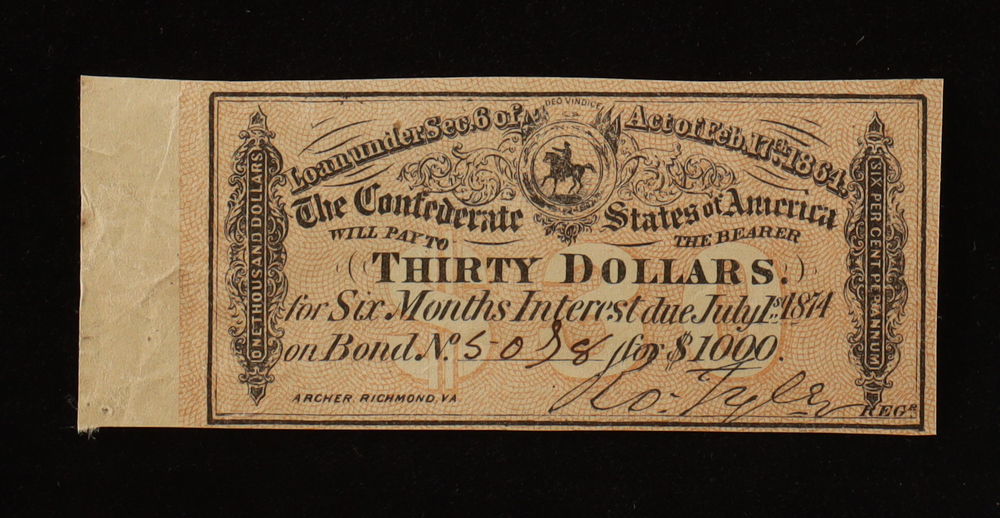 DEO VINDICE
Loan under Sec. 6 of Act of Feb. 17th 1864.
The Confederate States of America
WILL PAY TO THE BEARER
THIRTY DOLLARS.
for Six Months Interest due July 1st 1874
on Bond No. 5038 for $1000.
Ro: Tyler
ARCHER, RICHMOND, VA
REGR
ONE THOUSAND DOLLARS
SIX PER CENT PER ANNUM
$30